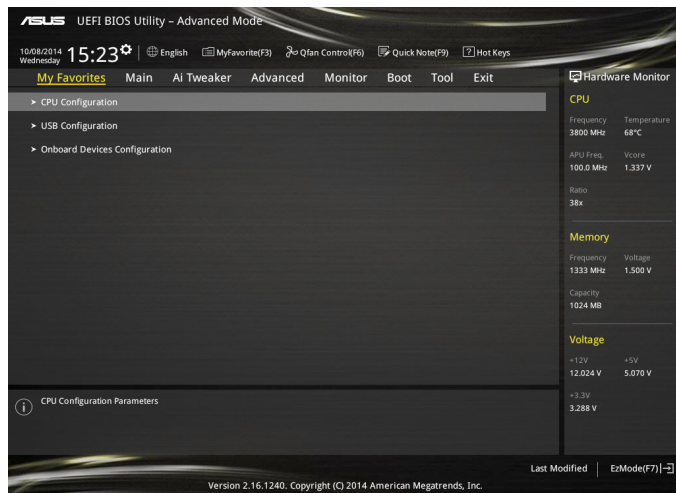 ASUS UEFI BIOS Utility – Advanced Mode
10/08/2014
Wednesday
15:23
English MyFavorite(F3) Qfan Control(F6) Quick Note(F9) ? Hot Keys
My Favorites Main Ai Tweaker Advanced Monitor Boot Tool Exit
> CPU Configuration
> USB Configuration
> Onboard Devices Configuration
CPU Configuration Parameters
Hardware Monitor
CPU
Frequency Temperature
3800 MHz 68°C
APU Freq. Vcore
100.0 MHz 1.337 V
Ratio
38x
Memory
Frequency Voltage
1333 MHz 1.500 V
Capacity
1024 MB
Voltage
+12V +5V
12.024 V 5.070 V
+3.3V
3.288 V
Last Modified EzMode(F7)
Version 2.16.1240. Copyright (C) 2014 American Megatrends, Inc.